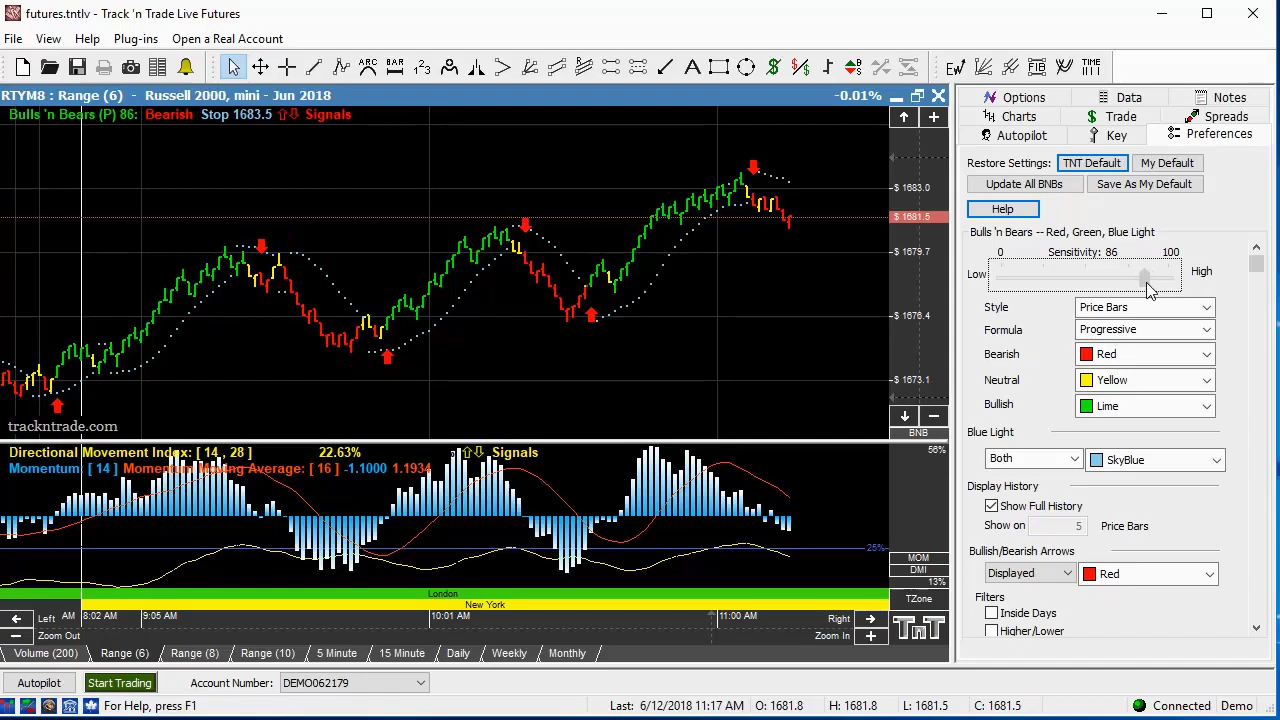 futures.tntlv - Track 'n Trade Live Futures
File View Help Plug-ins Open a Real Account
RTYM8 : Range (6) - Russell 2000, mini - Jun 2018 -0.01%
Bulls 'n Bears (P) 86: Bearish Stop 1683.5 Signals
$ 1683.0
$ 1681.5
$ 1679.7
$ 1676.4
$ 1673.1
trackntrade.com
BNB
Directional Movement Index: [ 14 , 28 ] 22.63% Signals
Momentum: [ 14 ] Momentum Moving Average: [ 16 ] -1.1000 1.1934
56%
25%
MOM
DMI
13%
London
New York
TZone
Left AM 8:02 AM 9:05 AM 10:01 AM 11:00 AM Right
Zoom Out Zoom In
TnT
Volume (200) Range (6) Range (8) Range (10) 5 Minute 15 Minute Daily Weekly Monthly
Options Data Notes
Charts Trade Spreads
Autopilot Key Preferences
Restore Settings: TNT Default My Default
Update All BNBs Save As My Default
Help
Bulls 'n Bears -- Red, Green, Blue Light
0 Sensitivity: 86 100
Low High
Style Price Bars
Formula Progressive
Bearish Red
Neutral Yellow
Bullish Lime
Blue Light
Both SkyBlue
Display History
Show Full History
Show on 5 Price Bars
Bullish/Bearish Arrows
Displayed Red
Filters
Inside Days
Higher/Lower
Autopilot Start Trading Account Number: DEMO062179
For Help, press F1 Last: 6/12/2018 11:17 AM O: 1681.8 H: 1681.8 L: 1681.5 C: 1681.5 Connected Demo